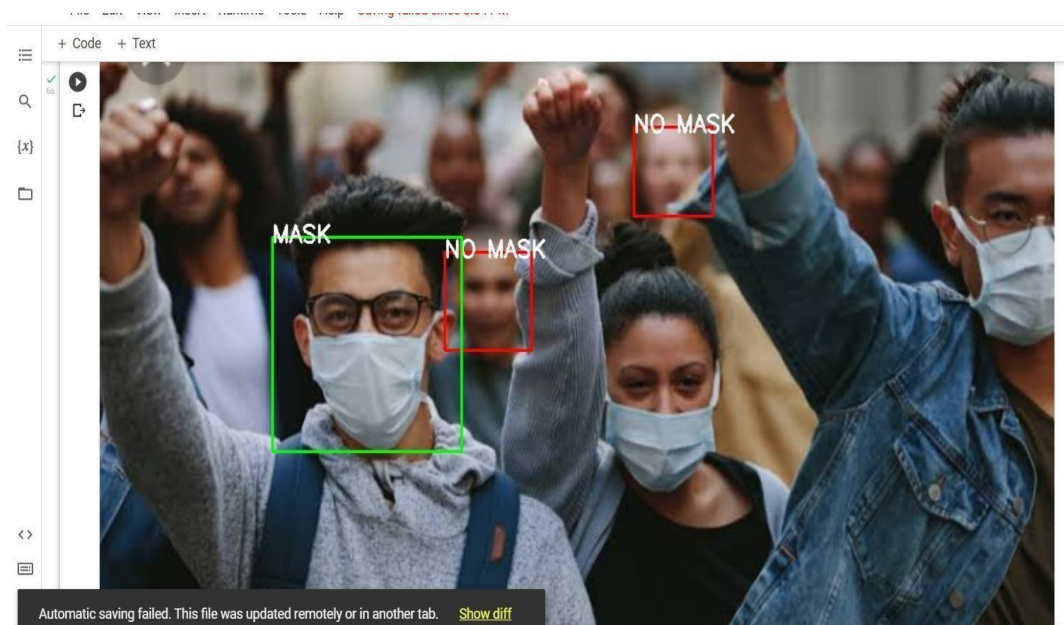 + Code + Text
6s
{x}
NO MASK
MASK
NO MASK
<>
Automatic saving failed. This file was updated remotely or in another tab. Show diff